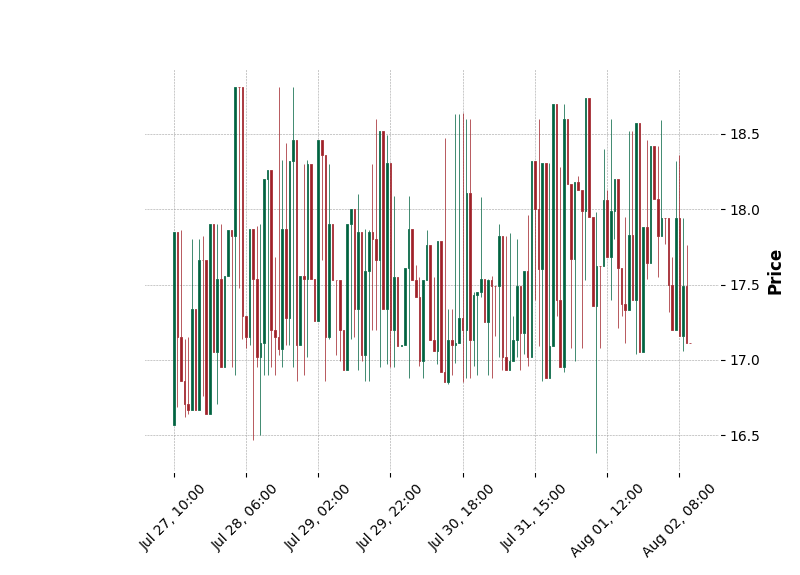 18.5
18.0
17.5
17.0
16.5
Price
Jul 27, 10:00
Jul 28, 06:00
Jul 29, 02:00
Jul 29, 22:00
Jul 30, 18:00
Jul 31, 15:00
Aug 01, 12:00
Aug 02, 08:00